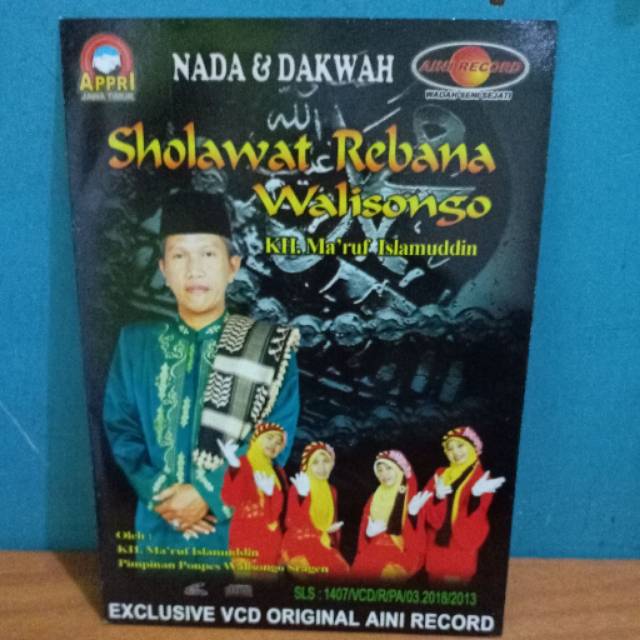 APPRI
JAWA TIMUR
NADA & DAKWAH
AINI RECORD
WADAH SENI SEJATI
الله
Sholawat Rebana
Walisongo
KH. Ma'ruf Islamuddin
Oleh :
KH. Ma'ruf Islamuddin
Pimpinan Ponpes Walisongo Sragen
SLS : 1407/VCD/R/PA/03.2018/2013
EXCLUSIVE VCD ORIGINAL AINI RECORD